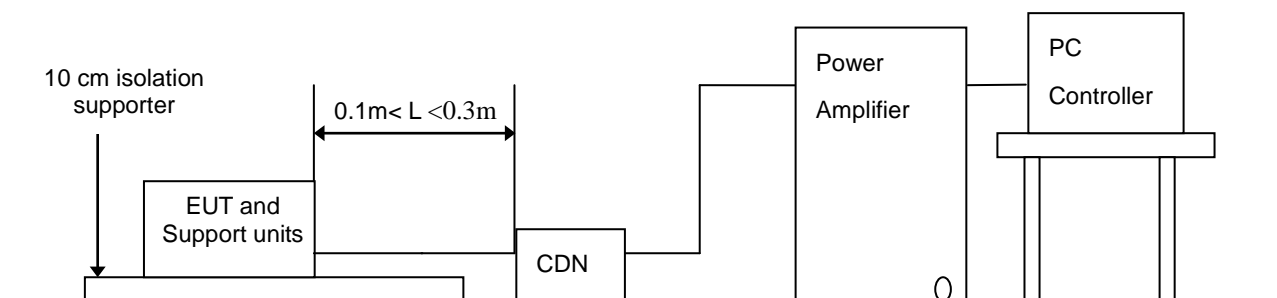 10 cm isolation
supporter
0.1m< L <0.3m
EUT and
Support units
CDN
Power
Amplifier
PC
Controller